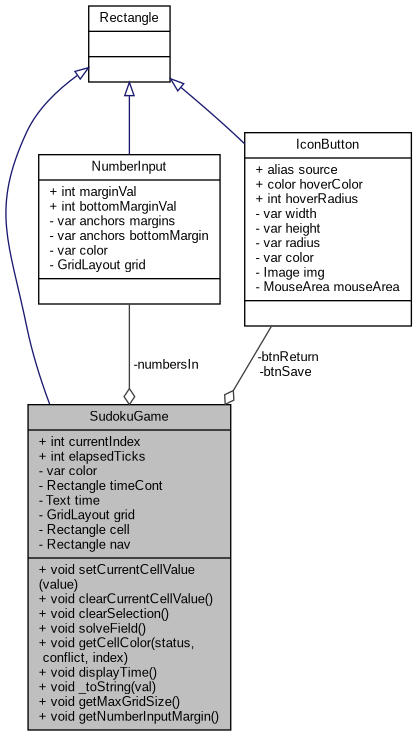 Rectangle
NumberInput
+ int marginVal
+ int bottomMarginVal
- var anchors margins
- var anchors bottomMargin
- var color
- GridLayout grid
IconButton
+ alias source
+ color hoverColor
+ int hoverRadius
- var width
- var height
- var radius
- var color
- Image img
- MouseArea mouseArea
-numbersIn
-btnReturn
-btnSave
SudokuGame
+ int currentIndex
+ int elapsedTicks
- var color
- Rectangle timeCont
- Text time
- GridLayout grid
- Rectangle cell
- Rectangle nav
+ void setCurrentCellValue
(value)
+ void clearCurrentCellValue()
+ void clearSelection()
+ void solveField()
+ void getCellColor(status,
conflict, index)
+ void displayTime()
+ void _toString(val)
+ void getMaxGridSize()
+ void getNumberInputMargin()